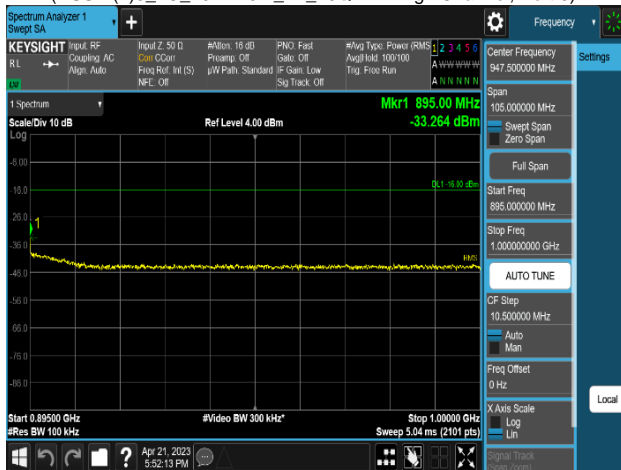 Spectrum Analyzer 1
Swept SA
Frequency
KEYSIGHT
RL
Input: RF
Coupling: AC
Align: Auto
Input Z: 50 Ω
Corr CCorr
Freq Ref: Int (S)
NFE: Off
#Atten: 16 dB
Preamp: Off
µW Path: Standard
PNO: Fast
Gate: Off
IF Gain: Low
Sig Track: Off
#Avg Type: Power (RMS
Avg|Hold: 100/100
Trig: Free Run
1 2 3 4 5 6
A W W W W W
A N N N N N
1 Spectrum
Scale/Div 10 dB
Ref Level 4.00 dBm
Mkr1 895.00 MHz
-33.264 dBm
Log
-6.00
-16.0
-26.0
-36.0
-46.0
-56.0
-66.0
-76.0
-86.0
DL1 -16.00 dBm
1
RMS
Start 0.89500 GHz
#Res BW 100 kHz
#Video BW 300 kHz*
Stop 1.00000 GHz
Sweep 5.04 ms (2101 pts)
Center Frequency
947.500000 MHz
Settings
Span
105.000000 MHz
Swept Span
Zero Span
Full Span
Start Freq
895.000000 MHz
Stop Freq
1.000000000 GHz
AUTO TUNE
CF Step
10.500000 MHz
Auto
Man
Freq Offset
0 Hz
X Axis Scale
Log
Lin
Local
Signal Track
?
Apr 21, 2023
5:52:13 PM